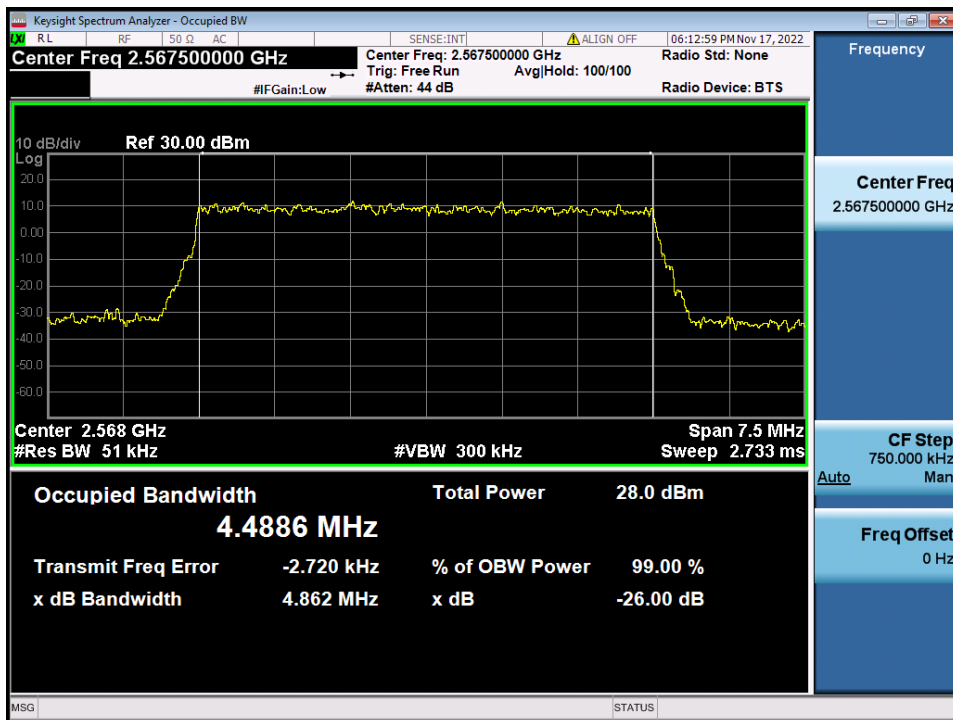 Keysight Spectrum Analyzer - Occupied BW
LXI RL RF 50 Ω AC SENSE:INT ALIGN OFF 06:12:59 PM Nov 17, 2022
Center Freq 2.567500000 GHz
Center Freq: 2.567500000 GHz Radio Std: None
Trig: Free Run Avg|Hold: 100/100
#IFGain:Low #Atten: 44 dB Radio Device: BTS
10 dB/div Ref 30.00 dBm
Log
20.0
10.0
0.00
-10.0
-20.0
-30.0
-40.0
-50.0
-60.0
Center 2.568 GHz Span 7.5 MHz
#Res BW 51 kHz #VBW 300 kHz Sweep 2.733 ms
Occupied Bandwidth Total Power 28.0 dBm
4.4886 MHz
Transmit Freq Error -2.720 kHz % of OBW Power 99.00 %
x dB Bandwidth 4.862 MHz x dB -26.00 dB
Frequency
Center Freq
2.567500000 GHz
CF Step
750.000 kHz
Auto Man
Freq Offset
0 Hz
MSG STATUS